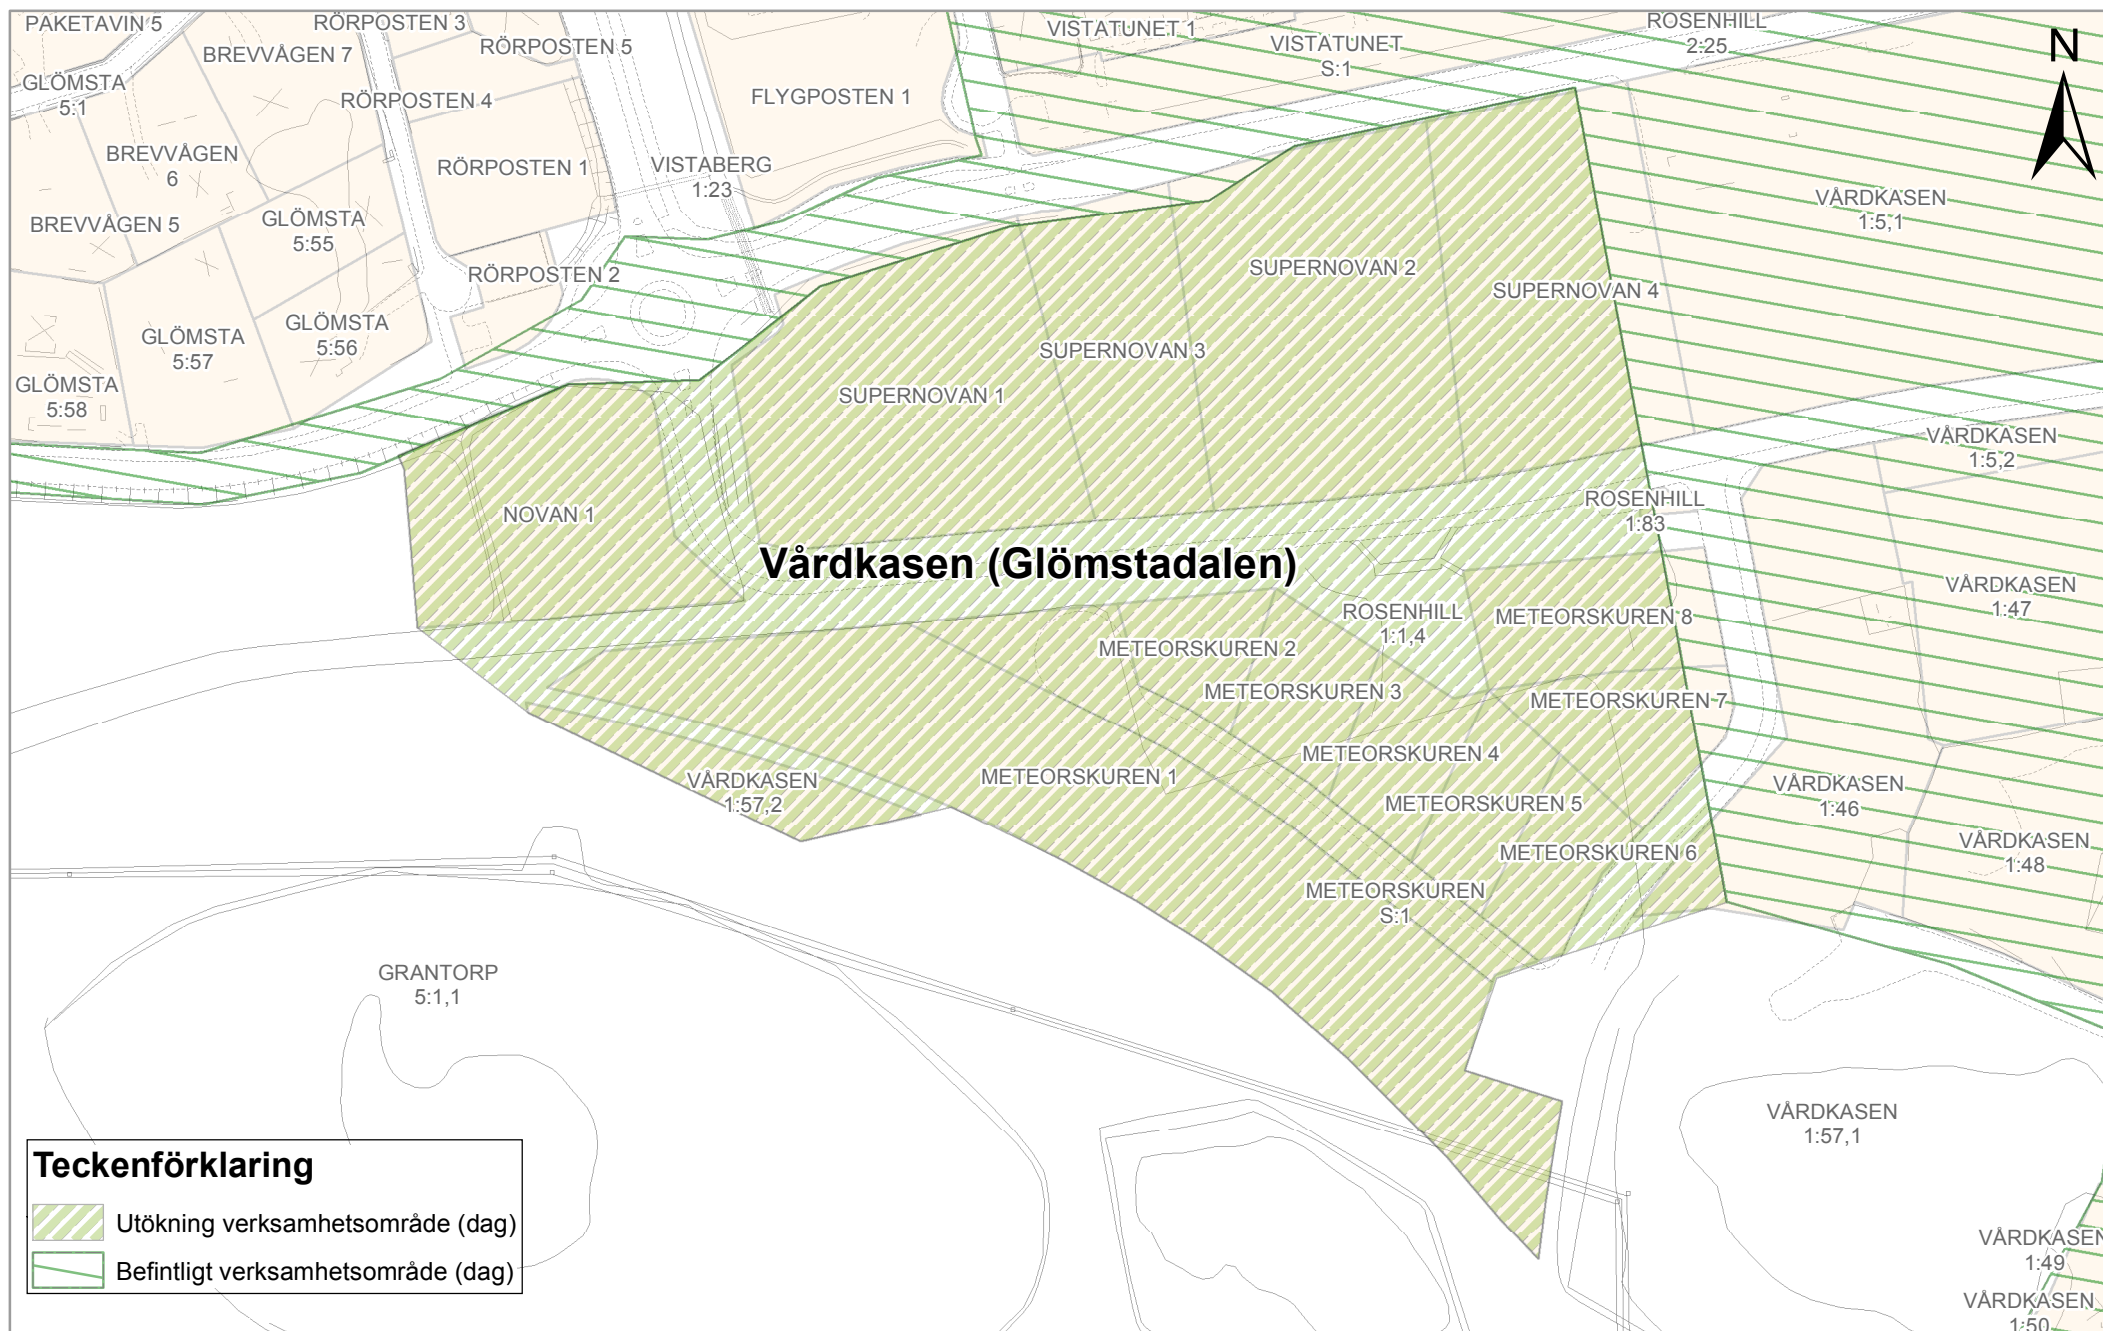 PAKETAVIN 5
RÖRPOSTEN 3
BREVVÅGEN 7
RÖRPOSTEN 5
VISTATUNET 1
VISTATUNET
S:1
ROSENHILL
2:25
N
GLÖMSTA
5:1
RÖRPOSTEN 4
FLYGPOSTEN 1
BREVVÅGEN
6
RÖRPOSTEN 1
VISTABERG
1:23
VÅRDKASEN
1:5,1
BREVVÅGEN 5
GLÖMSTA
5:55
RÖRPOSTEN 2
SUPERNOVAN 2
SUPERNOVAN 4
GLÖMSTA
5:57
GLÖMSTA
5:56
SUPERNOVAN 3
GLÖMSTA
5:58
SUPERNOVAN 1
VÅRDKASEN
1:5,2
NOVAN 1
ROSENHILL
1:83
Vårdkasen (Glömstadalen)
VÅRDKASEN
1:47
ROSENHILL
1:1,4
METEORSKUREN 8
METEORSKUREN 2
METEORSKUREN 3
METEORSKUREN 7
METEORSKUREN 4
VÅRDKASEN
1:57,2
METEORSKUREN 1
METEORSKUREN 5
VÅRDKASEN
1:46
METEORSKUREN 6
VÅRDKASEN
1:48
METEORSKUREN
S:1
GRANTORP
5:1,1
VÅRDKASEN
1:57,1
Teckenförklaring
Utökning verksamhetsområde (dag)
Befintligt verksamhetsområde (dag)
VÅRDKASEN
1:49
VÅRDKASEN
1:50